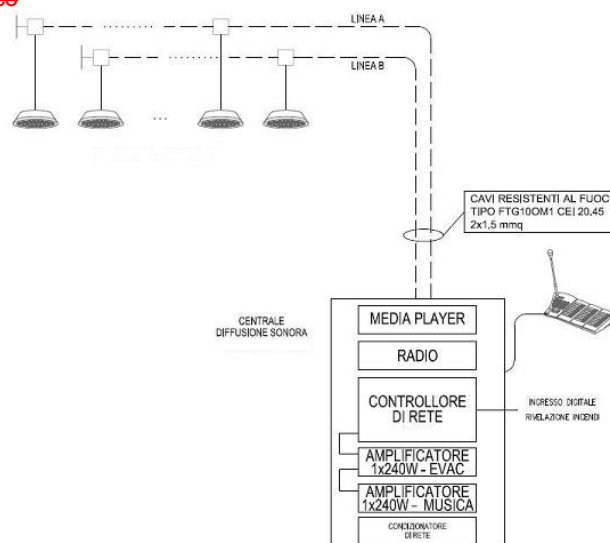 LINEA A
LINEA B
CAVI RESISTENTI AL FUOCO
TIPO FTG10OM1 CEI 20.45
2x1,5 mmq
CENTRALE
DIFFUSIONE SONORA
MEDIA PLAYER
RADIO
CONTROLLORE
DI RETE
INGRESSO DIGITALE
RIVELAZIONE INCENDI
AMPLIFICATORE
1x240W - EVAC
AMPLIFICATORE
1x240W - MUSICA
CONDIZIONATORE
DI RETE